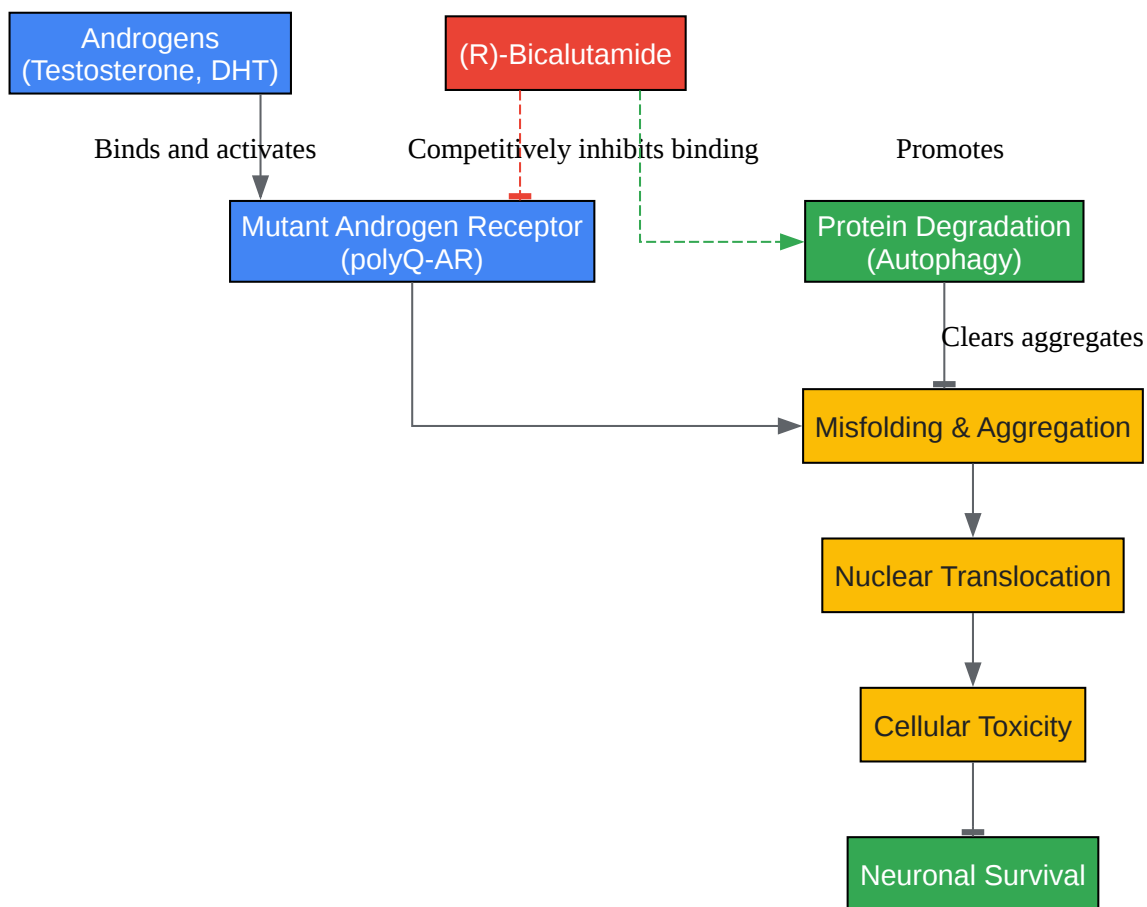 Androgens
(Testosterone, DHT)
(R)-Bicalutamide
Binds and activates
Competitively inhibits binding
Promotes
Mutant Androgen Receptor
(polyQ-AR)
Protein Degradation
(Autophagy)
Clears aggregates
Misfolding & Aggregation
Nuclear Translocation
Cellular Toxicity
Neuronal Survival